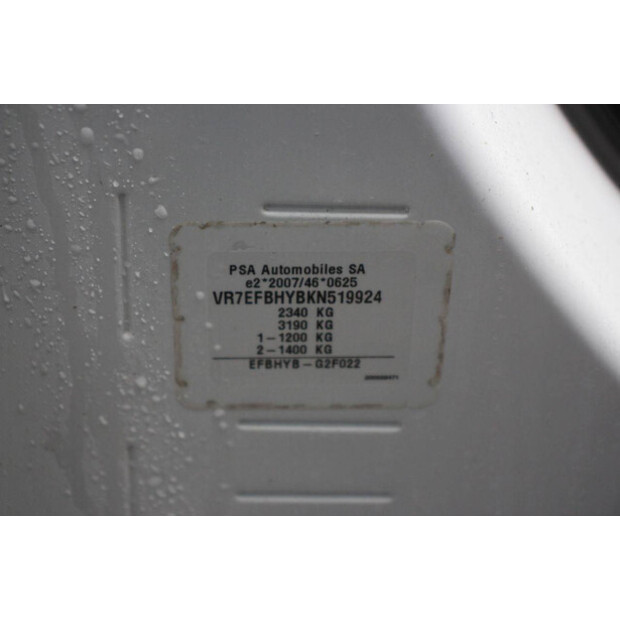 PSA Automobiles SA
e2*2007/46*0625
VR7EFBHYBKN519924
2340 KG
3190 KG
1-1200 KG
2-1400 KG
EFBHYB-G2F022